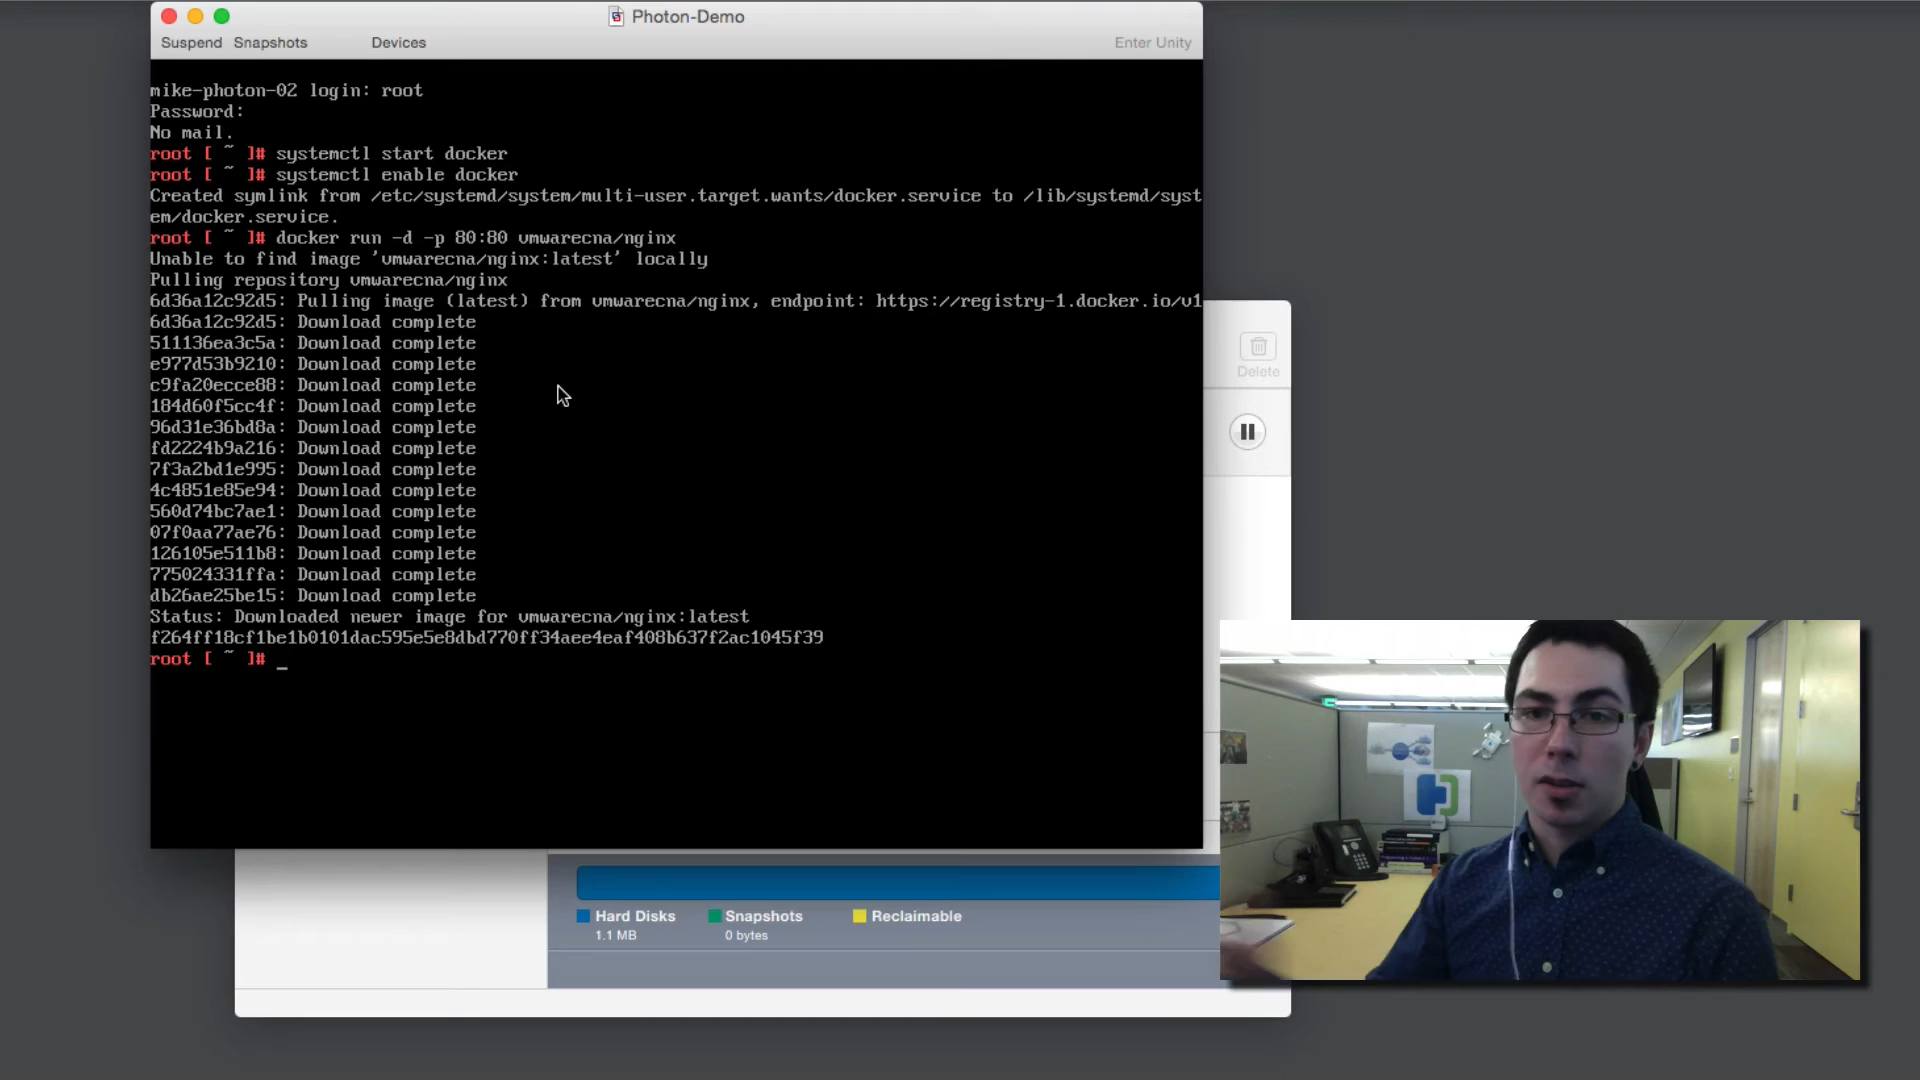 Photon-Demo
Suspend Snapshots Devices Enter Unity
mike-photon-02 login: root
Password:
No mail.
root [ ~ ]# systemctl start docker
root [ ~ ]# systemctl enable docker
Created symlink from /etc/systemd/system/multi-user.target.wants/docker.service to /lib/systemd/syst
em/docker.service.
root [ ~ ]# docker run -d -p 80:80 vmwarecna/nginx
Unable to find image 'vmwarecna/nginx:latest' locally
Pulling repository vmwarecna/nginx
6d36a12c92d5: Pulling image (latest) from vmwarecna/nginx, endpoint: https://registry-1.docker.io/v1
6d36a12c92d5: Download complete
511136ea3c5a: Download complete
e977d53b9210: Download complete
c9fa20ecce88: Download complete
184d60f5cc4f: Download complete
96d31e36bd8a: Download complete
fd2224b9a216: Download complete
7f3a2bd1e995: Download complete
4c4851e85e94: Download complete
560d74bc7ae1: Download complete
07f0aa77ae76: Download complete
126105e511b8: Download complete
775024331ffa: Download complete
db26ae25be15: Download complete
Status: Downloaded newer image for vmwarecna/nginx:latest
f264ff18cf1be1b0101dac595e5e8dbd770ff34aee4eaf408b637f2ac1045f39
root [ ~ ]# _
Delete
Hard Disks Snapshots Reclaimable
1.1 MB 0 bytes